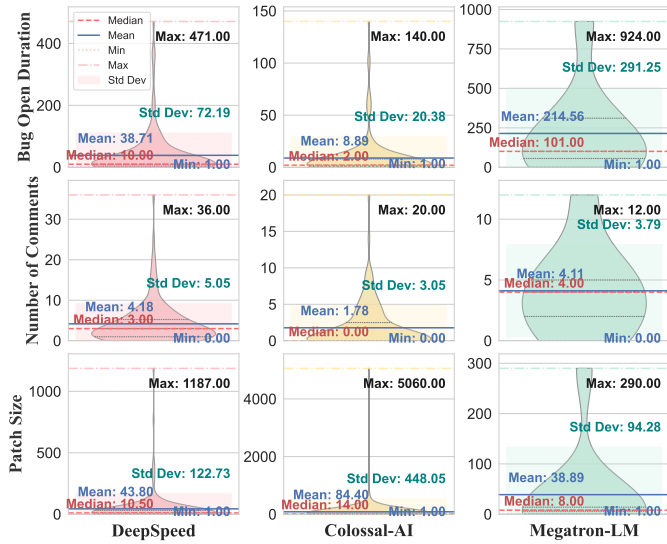 Median
Mean
Min
Max
Std Dev
Bug Open Duration
400
200
0
Max: 471.00
Std Dev: 72.19
Mean: 38.71
Median: 10.00
Min: 1.00
150
100
50
0
Max: 140.00
Std Dev: 20.38
Mean: 8.89
Median: 2.00
Min: 1.00
1000
750
500
250
0
Max: 924.00
Std Dev: 291.25
Mean: 214.56
Median: 101.00
Min: 1.00
Number of Comments
30
20
10
0
Max: 36.00
Std Dev: 5.05
Mean: 4.18
Median: 3.00
Min: 0.00
20
15
10
5
0
Max: 20.00
Std Dev: 3.05
Mean: 1.78
Median: 0.00
Min: 0.00
10
5
0
Max: 12.00
Std Dev: 3.79
Mean: 4.11
Median: 4.00
Min: 0.00
Patch Size
1000
500
0
Max: 1187.00
Std Dev: 122.73
Mean: 43.80
Median: 10.50
Min: 1.00
4000
2000
0
Max: 5060.00
Std Dev: 448.05
Mean: 84.40
Median: 14.00
Min: 1.00
300
200
100
0
Max: 290.00
Std Dev: 94.28
Mean: 38.89
Median: 8.00
Min: 1.00
DeepSpeed
Colossal-AI
Megatron-LM